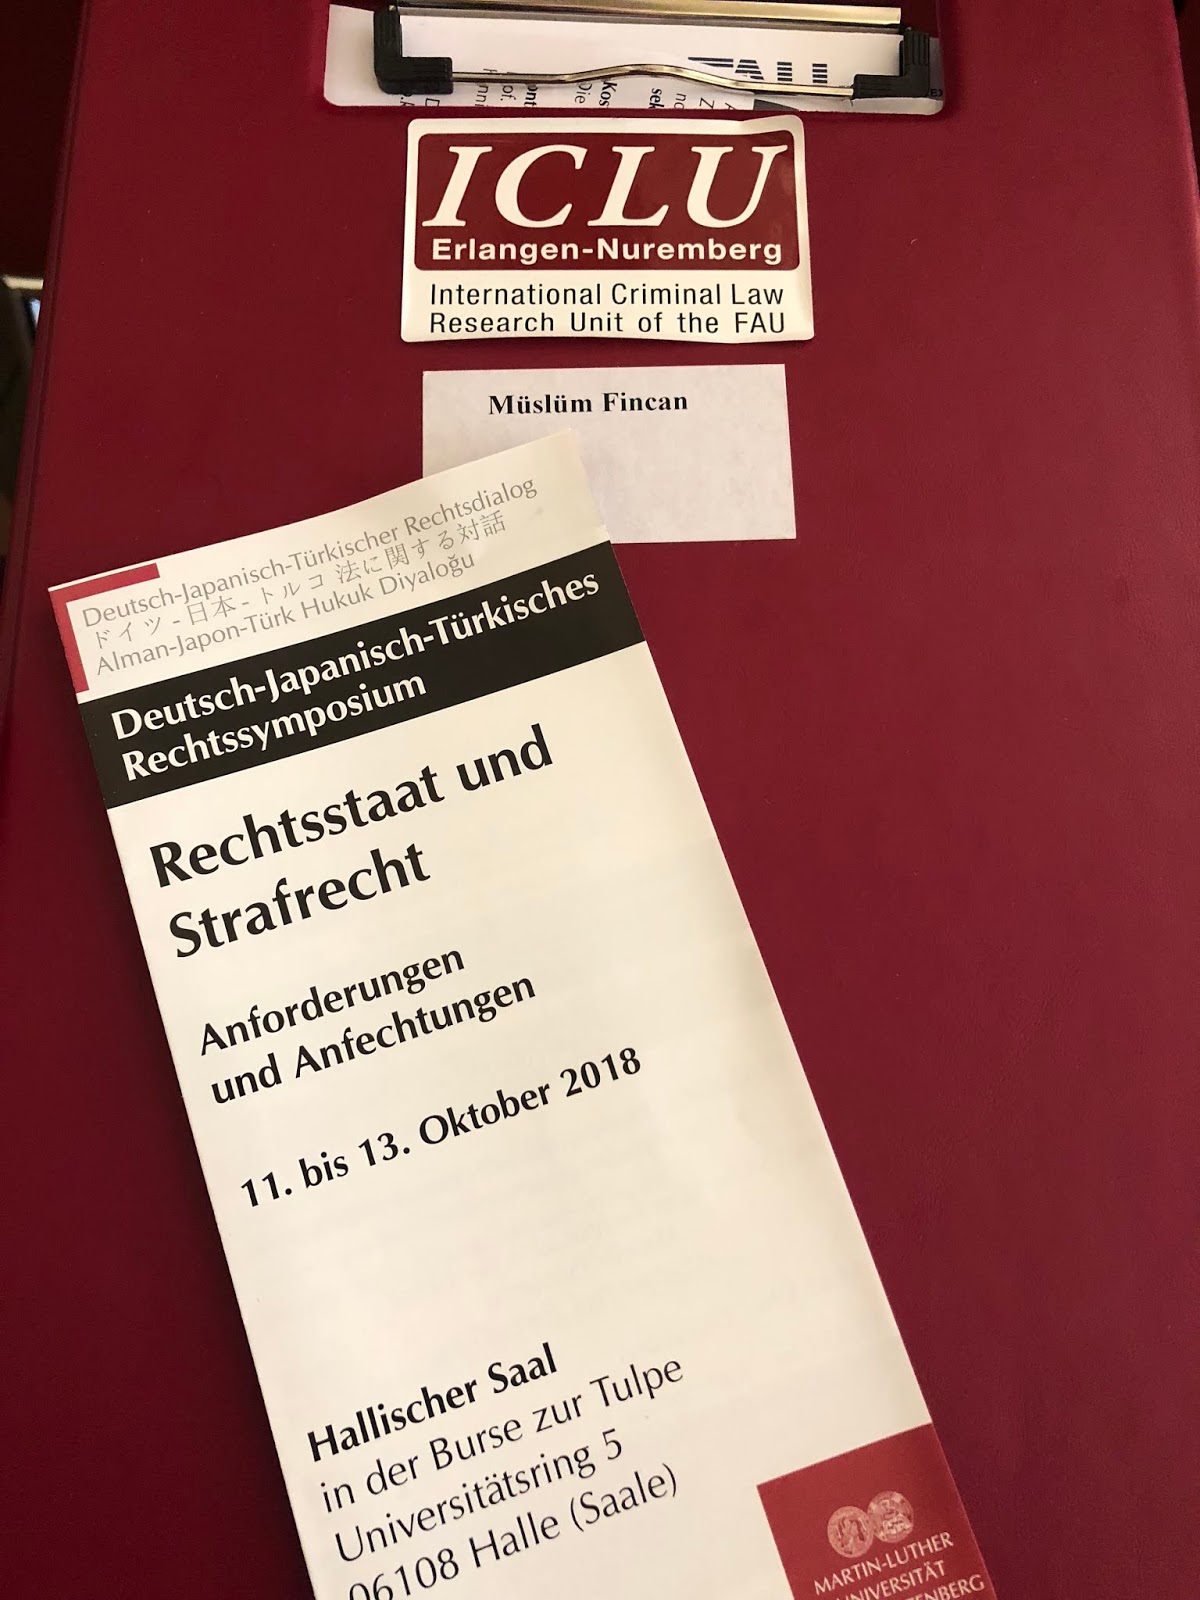 FAU
ICLU
Erlangen-Nuremberg
International Criminal Law
Research Unit of the FAU
Müslüm Fincan
Deutsch-Japanisch-Türkischer Rechtsdialog
ドイツ - 日本 - トルコ 法に関する対話
Alman-Japon-Türk Hukuk Diyaloğu
Deutsch-Japanisch-Türkisches
Rechtssymposium
Rechtsstaat und
Strafrecht
Anforderungen
und Anfechtungen
11. bis 13. Oktober 2018
Hallischer Saal
in der Burse zur Tulpe
Universitätsring 5
06108 Halle (Saale)
MARTIN-LUTHER
UNIVERSITÄT